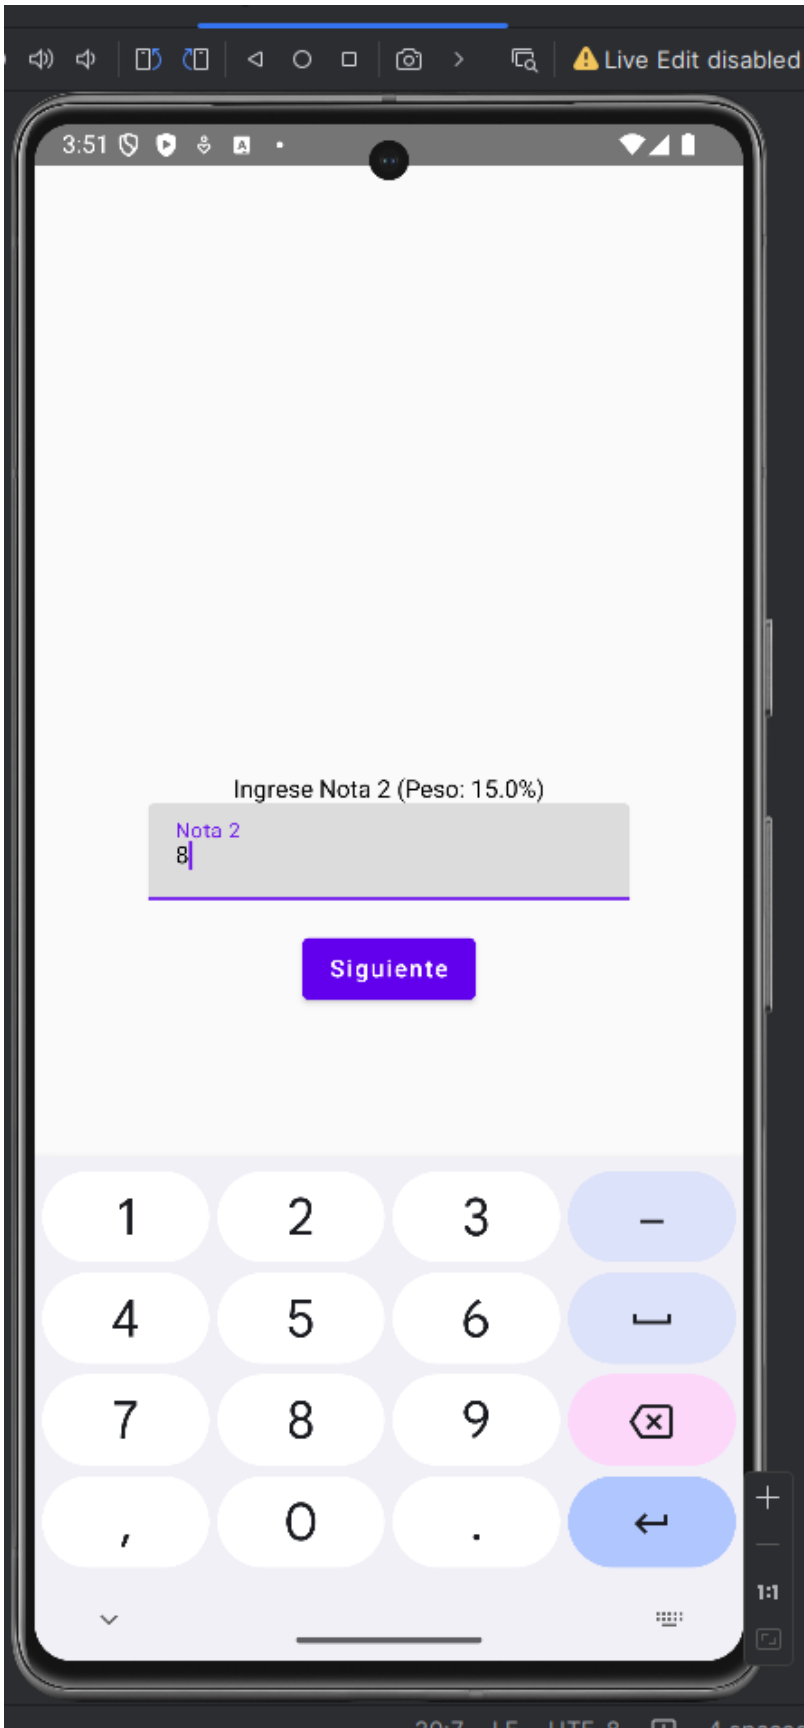 Live Edit disabled
3:51
A
Ingrese Nota 2 (Peso: 15.0%)
Nota 2
8
Siguiente
1 2 3 –
4 5 6
7 8 9
, 0 .
1:1